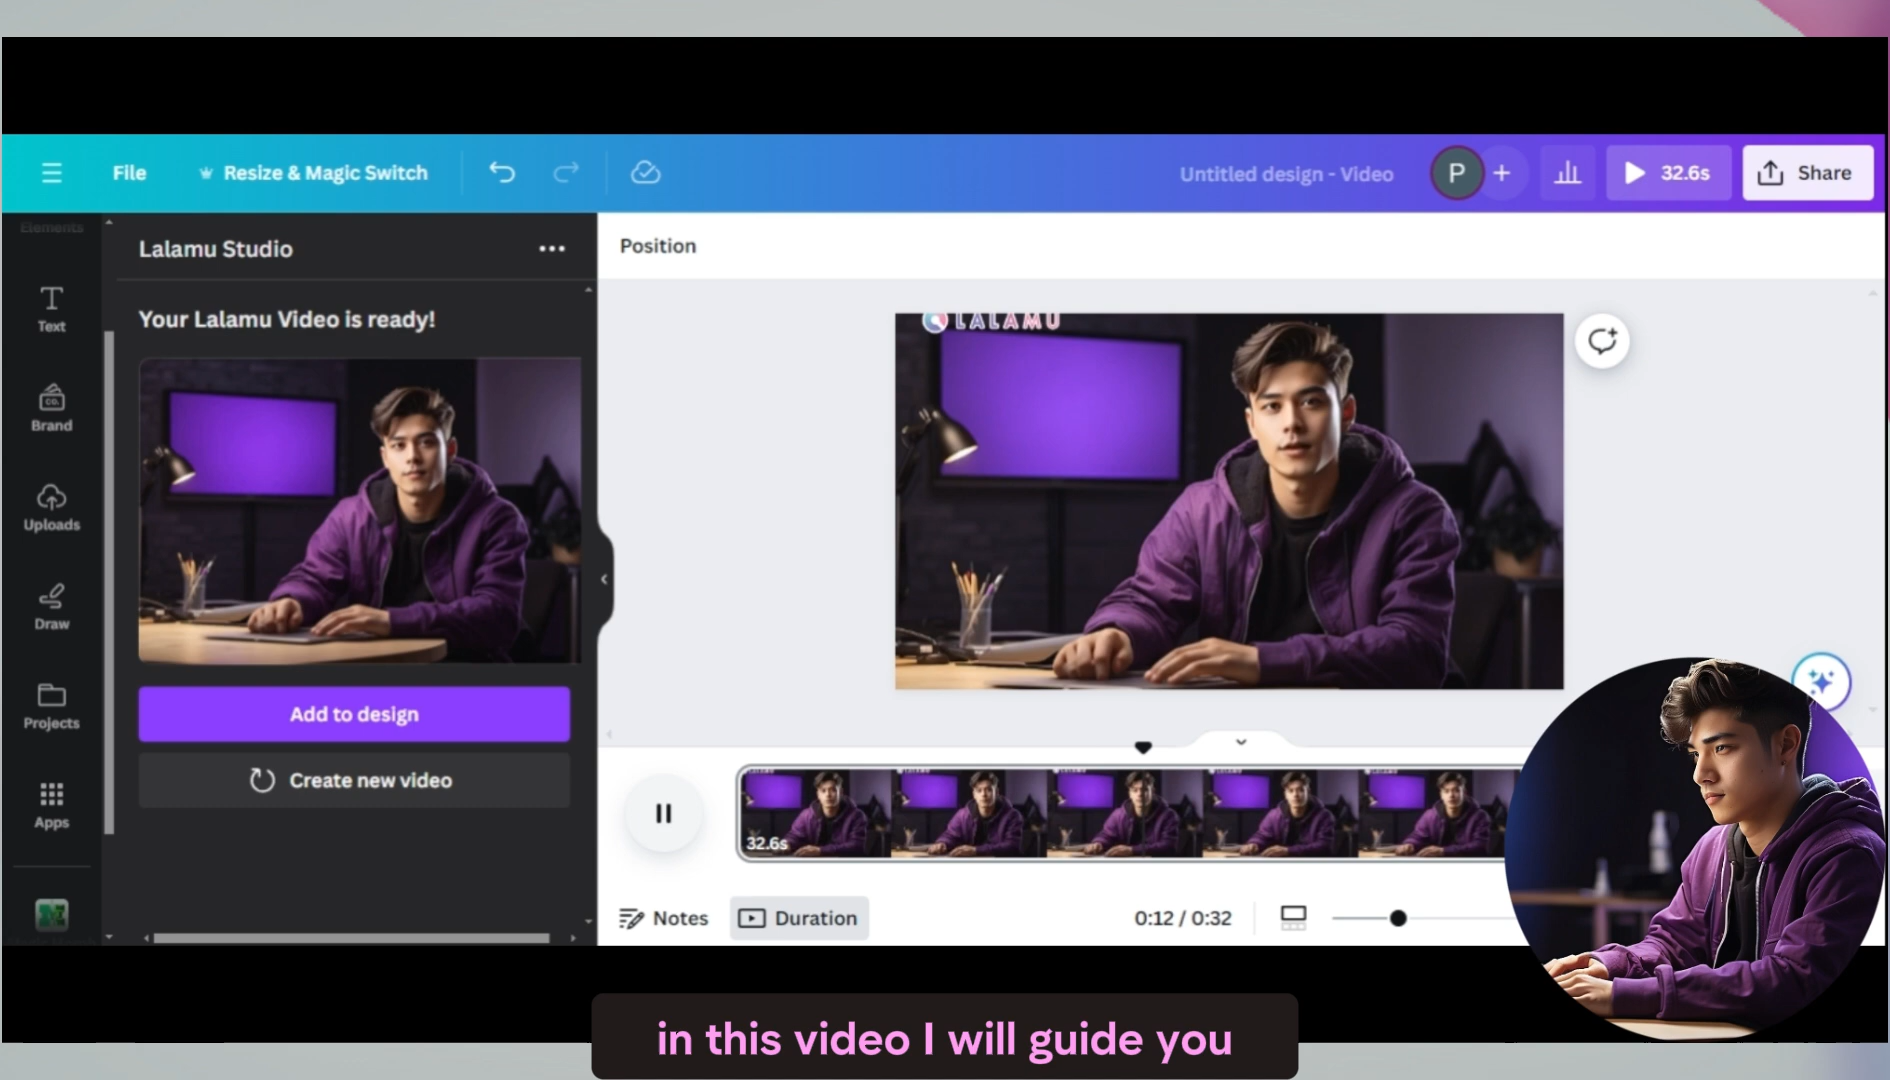 File
Resize & Magic Switch
Untitled design - Video
P
32.6s
Share
Elements
Lalamu Studio
Position
Your Lalamu Video is ready!
LALAMU
Text
Brand
CO.
Uploads
Draw
Projects
Apps
Add to design
Create new video
32.6s
Notes
Duration
0:12 / 0:32
in this video I will guide you